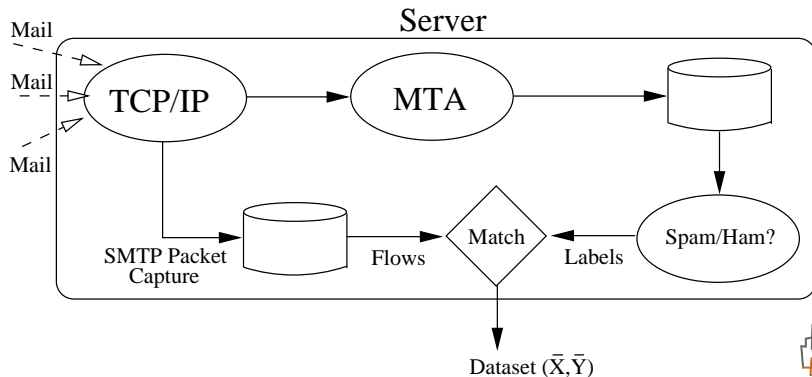 Server
Mail
Mail
Mail
TCP/IP
MTA
SMTP Packet
Capture
Flows
Match
Labels
Spam/Ham?
Dataset (X̄,Ȳ)